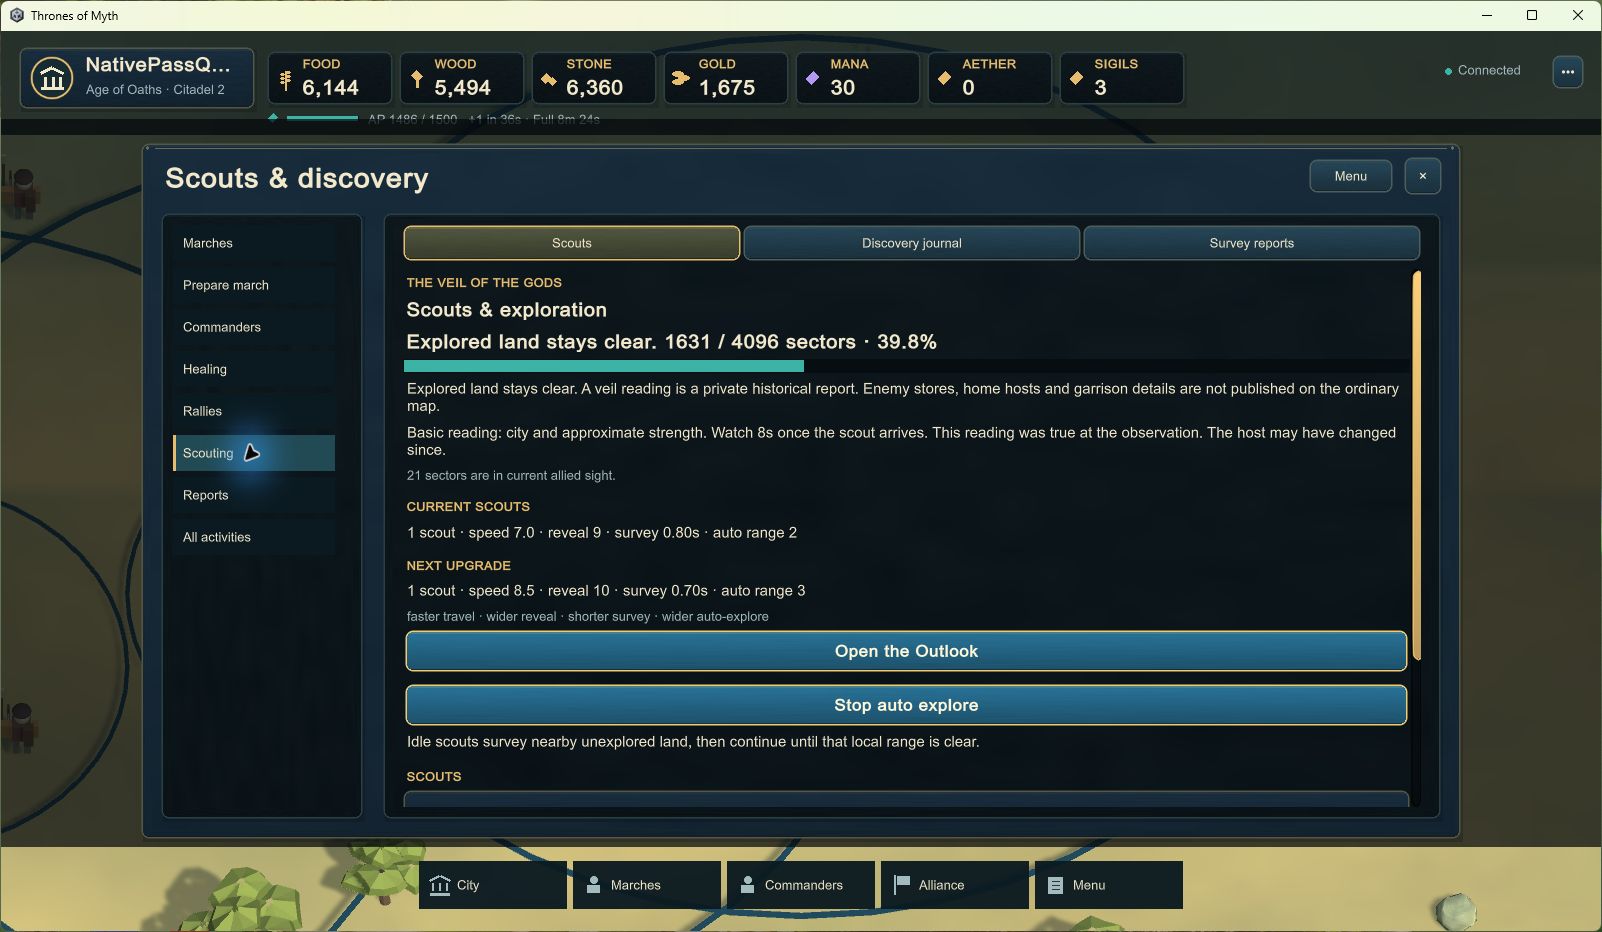 Thrones of Myth
NativePassQ...
Age of Oaths · Citadel 2
FOOD
6,144
WOOD
5,494
STONE
6,360
GOLD
1,675
MANA
30
AETHER
0
SIGILS
3
Connected
AP 1486 / 1500 · +1 in 36s · Full 8m 24s
Scouts & discovery
Menu
Marches
Prepare march
Commanders
Healing
Rallies
Scouting
Reports
All activities
Scouts
Discovery journal
Survey reports
THE VEIL OF THE GODS
Scouts & exploration
Explored land stays clear. 1631 / 4096 sectors · 39.8%
Explored land stays clear. A veil reading is a private historical report. Enemy stores, home hosts and garrison details are not published on the ordinary
map.
Basic reading: city and approximate strength. Watch 8s once the scout arrives. This reading was true at the observation. The host may have changed
since.
21 sectors are in current allied sight.
CURRENT SCOUTS
1 scout · speed 7.0 · reveal 9 · survey 0.80s · auto range 2
NEXT UPGRADE
1 scout · speed 8.5 · reveal 10 · survey 0.70s · auto range 3
faster travel · wider reveal · shorter survey · wider auto-explore
Open the Outlook
Stop auto explore
Idle scouts survey nearby unexplored land, then continue until that local range is clear.
SCOUTS
City
Marches
Commanders
Alliance
Menu